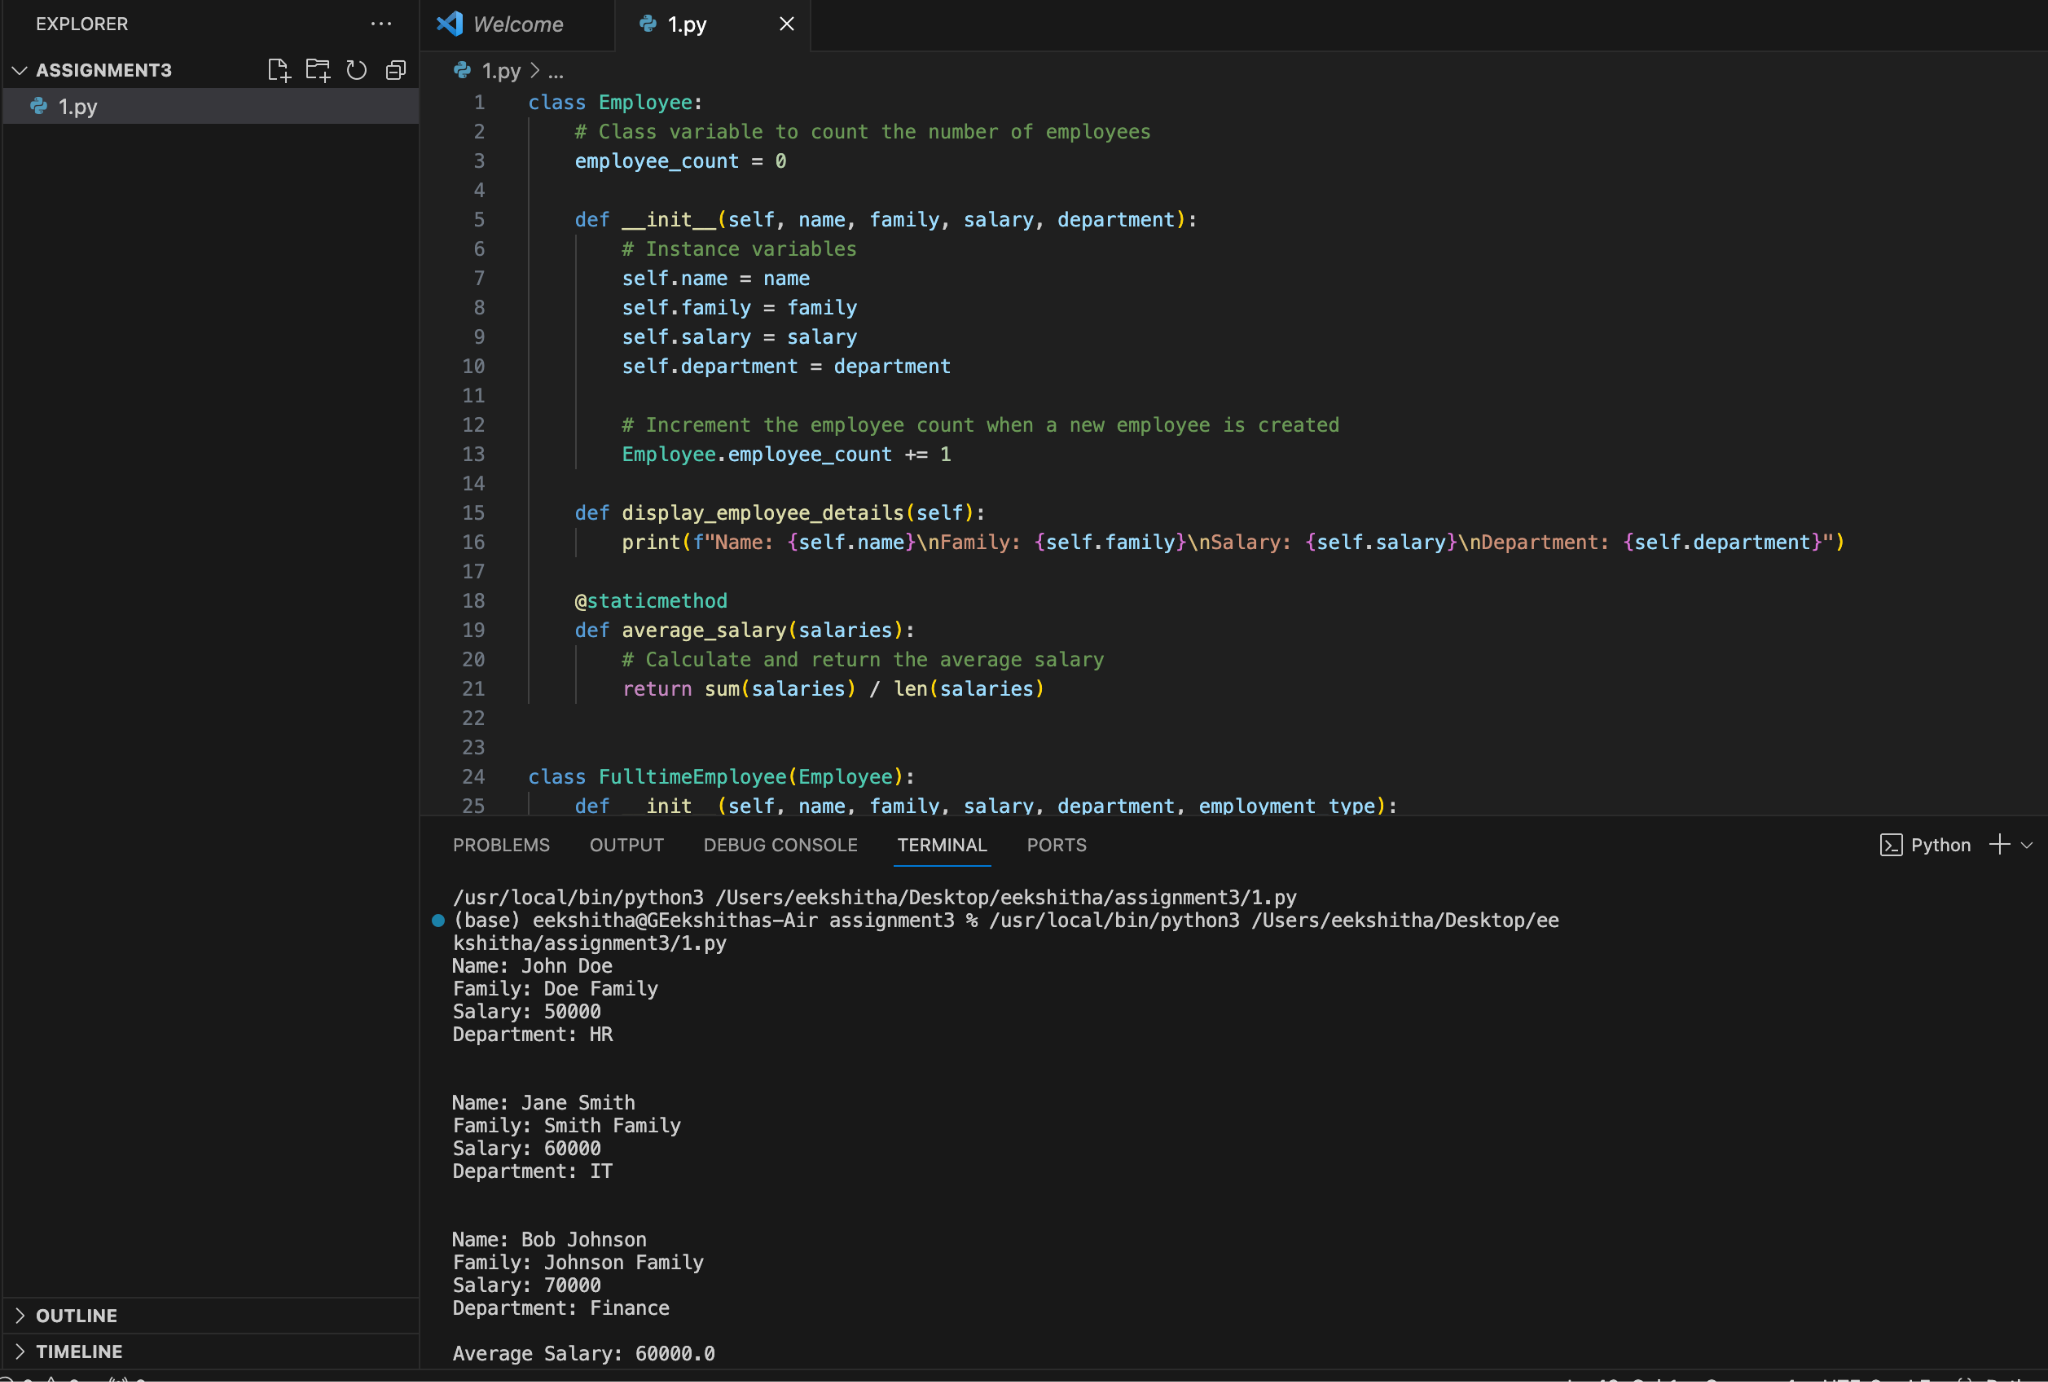 EXPLORER
ASSIGNMENT3
1.py
OUTLINE
TIMELINE
Welcome
1.py
1.py > ...
1 class Employee:
2     # Class variable to count the number of employees
3     employee_count = 0
4
5     def __init__(self, name, family, salary, department):
6         # Instance variables
7         self.name = name
8         self.family = family
9         self.salary = salary
10         self.department = department
11
12         # Increment the employee count when a new employee is created
13         Employee.employee_count += 1
14
15     def display_employee_details(self):
16         print(f"Name: {self.name}\nFamily: {self.family}\nSalary: {self.salary}\nDepartment: {self.department}")
17
18     @staticmethod
19     def average_salary(salaries):
20         # Calculate and return the average salary
21         return sum(salaries) / len(salaries)
22
23
24 class FulltimeEmployee(Employee):
25     def __init__(self, name, family, salary, department, employment_type):
PROBLEMS OUTPUT DEBUG CONSOLE TERMINAL PORTS
Python
/usr/local/bin/python3 /Users/eekshitha/Desktop/eekshitha/assignment3/1.py
(base) eekshitha@GEekshithas-Air assignment3 % /usr/local/bin/python3 /Users/eekshitha/Desktop/ee
kshitha/assignment3/1.py
Name: John Doe
Family: Doe Family
Salary: 50000
Department: HR
Name: Jane Smith
Family: Smith Family
Salary: 60000
Department: IT
Name: Bob Johnson
Family: Johnson Family
Salary: 70000
Department: Finance
Average Salary: 60000.0